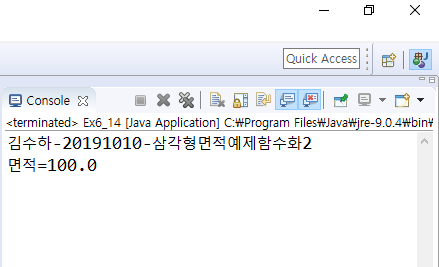 Quick Access
Console
<terminated> Ex6_14 [Java Application] C:₩Program Files₩Java₩jre-9.0.4₩bin₩
김수하-20191010-삼각형면적예제함수화2
면적=100.0